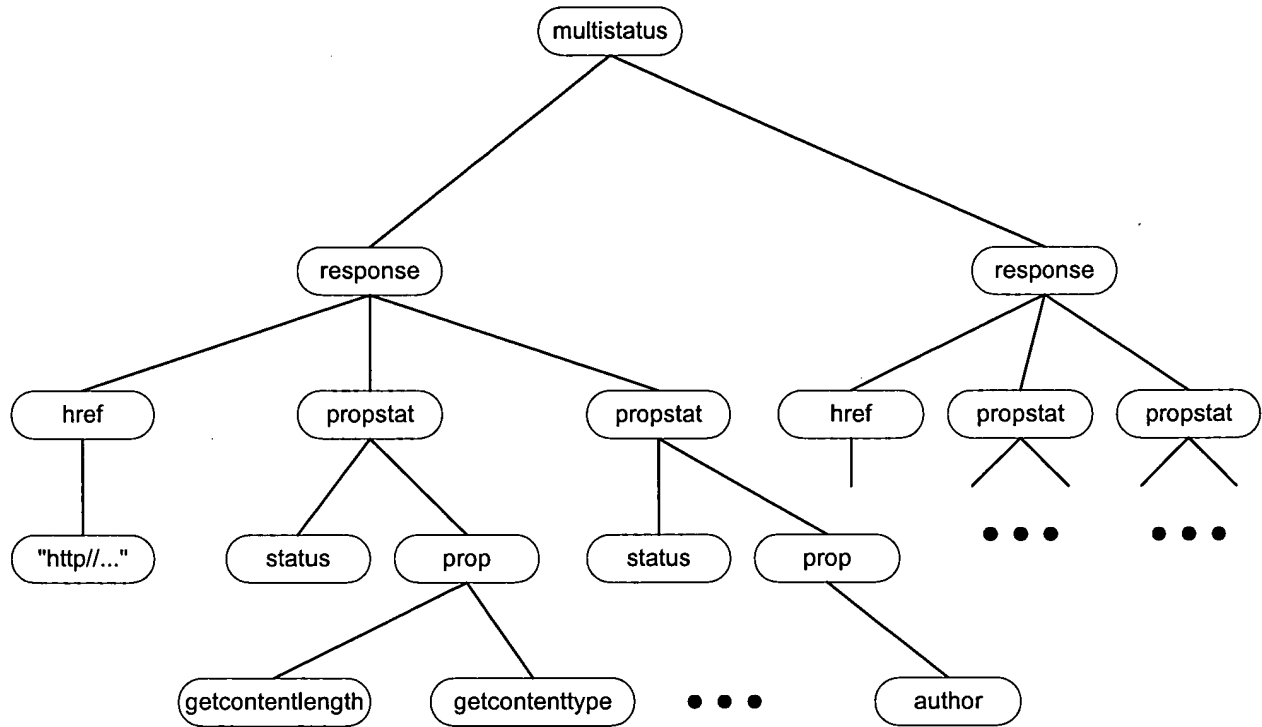 multistatus
response
response
href
propstat
propstat
href
propstat
propstat
"http//..."
status
prop
status
prop
getcontentlength
getcontenttype
author